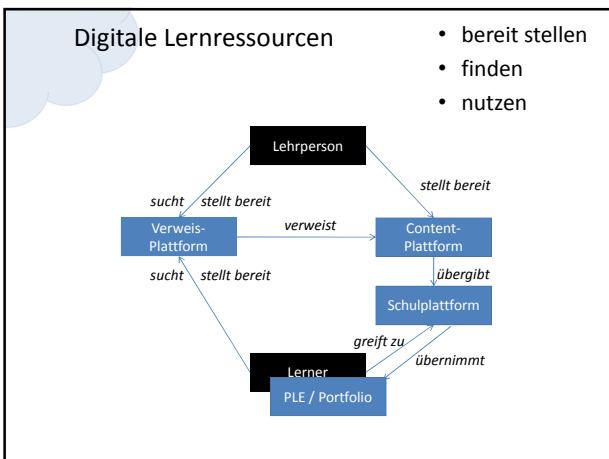 Digitale Lernressourcen
• bereit stellen
• finden
• nutzen
Lehrperson
sucht stellt bereit
stellt bereit
Verweis-
Plattform
verweist
Content-
Plattform
sucht stellt bereit
übergibt
Schulplattform
greift zu
übernimmt
Lerner
PLE / Portfolio